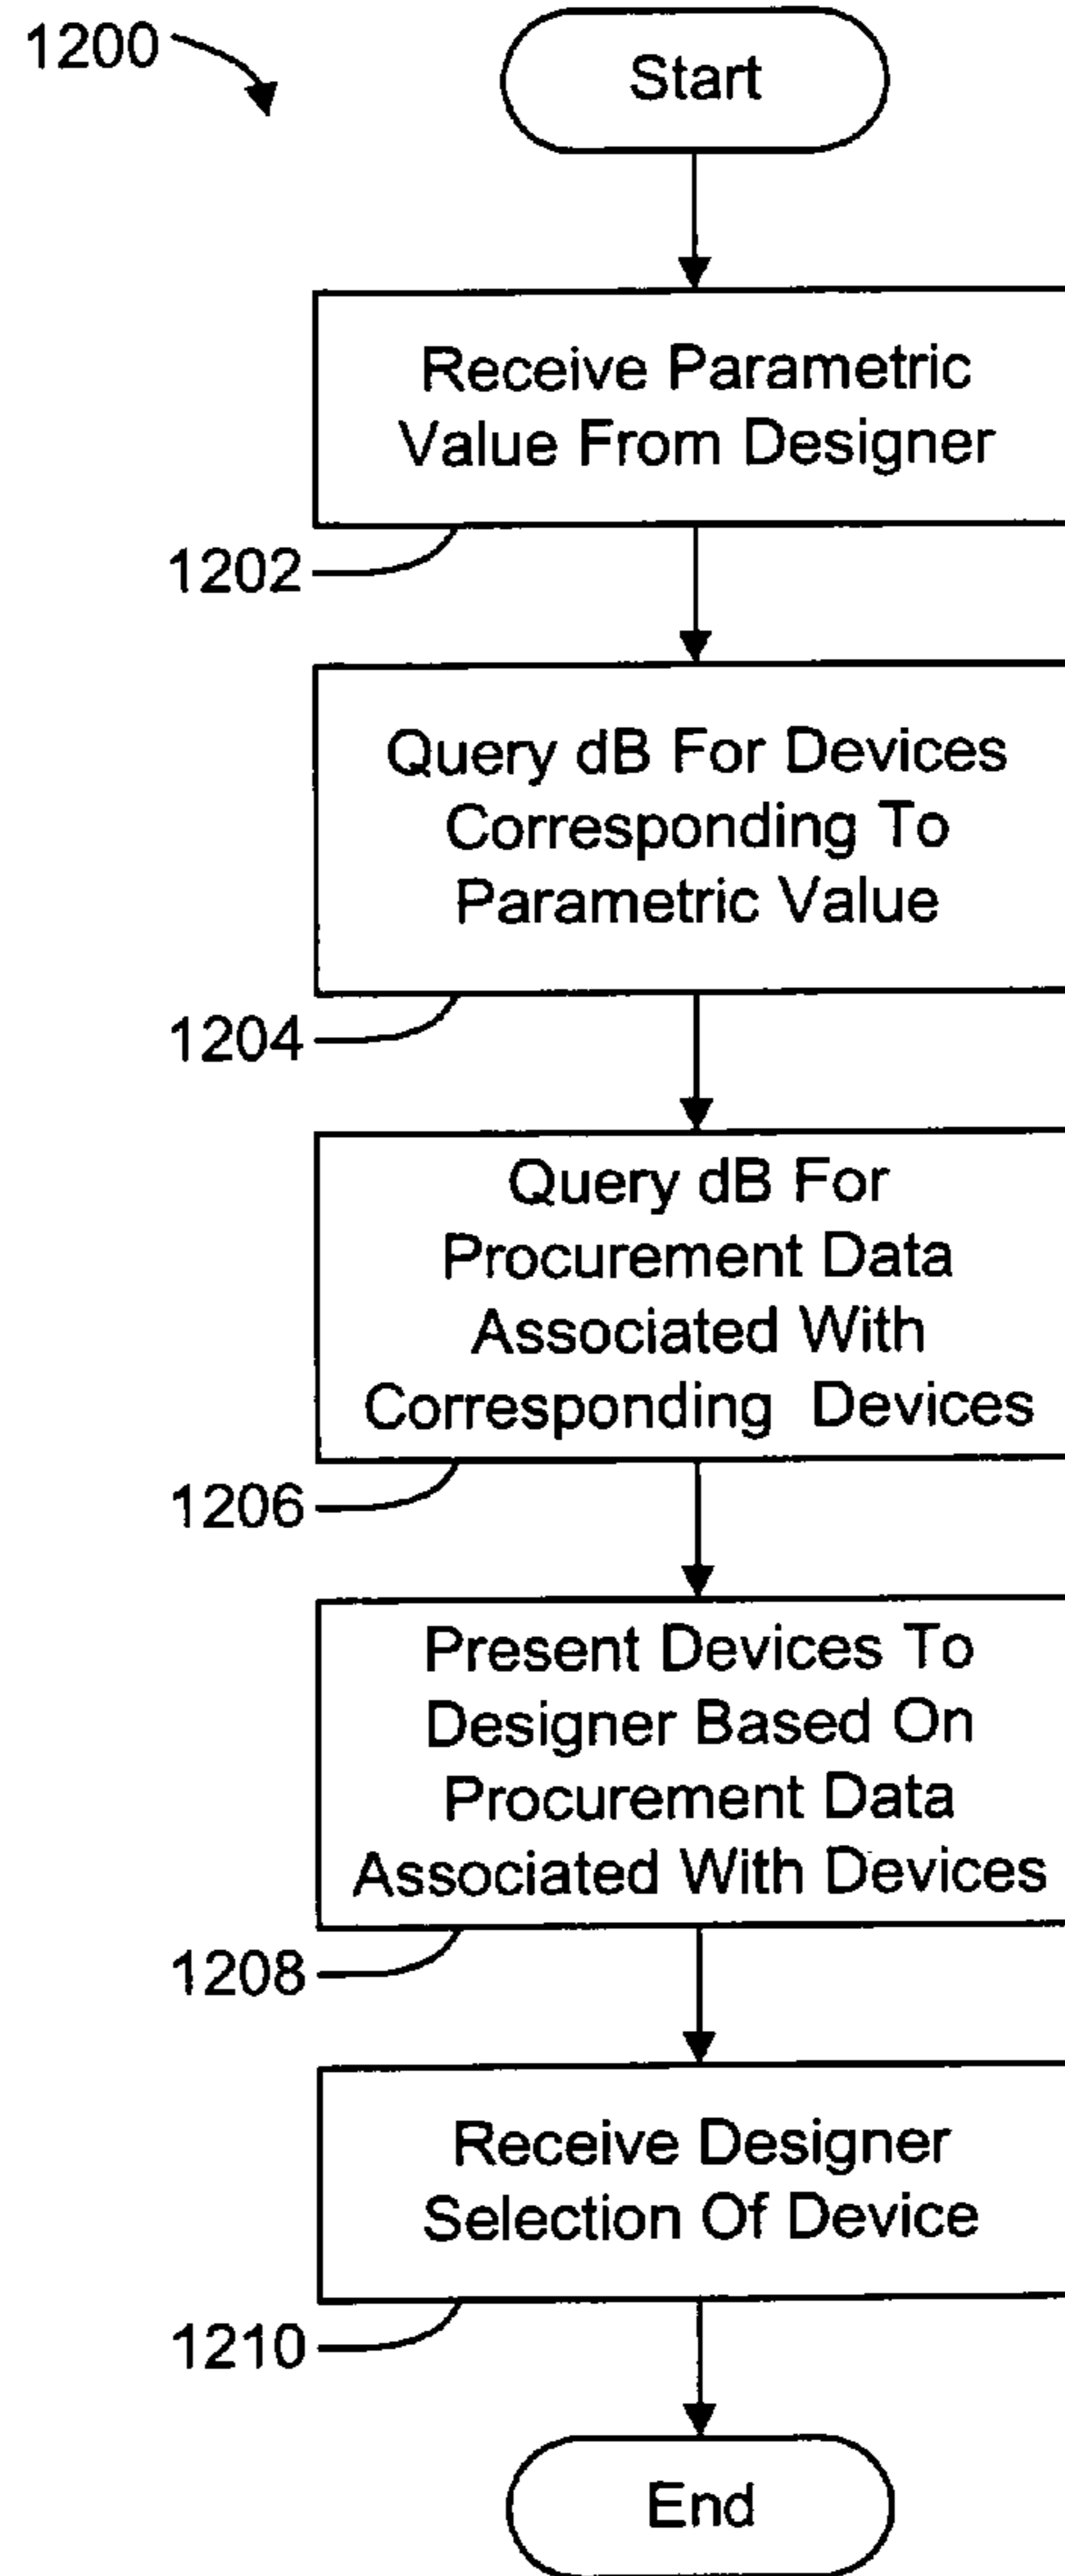 1200
Start
Receive Parametric
Value From Designer
1202
Query dB For Devices
Corresponding To
Parametric Value
1204
Query dB For
Procurement Data
Associated With
Corresponding Devices
1206
Present Devices To
Designer Based On
Procurement Data
Associated With Devices
1208
Receive Designer
Selection Of Device
1210
End